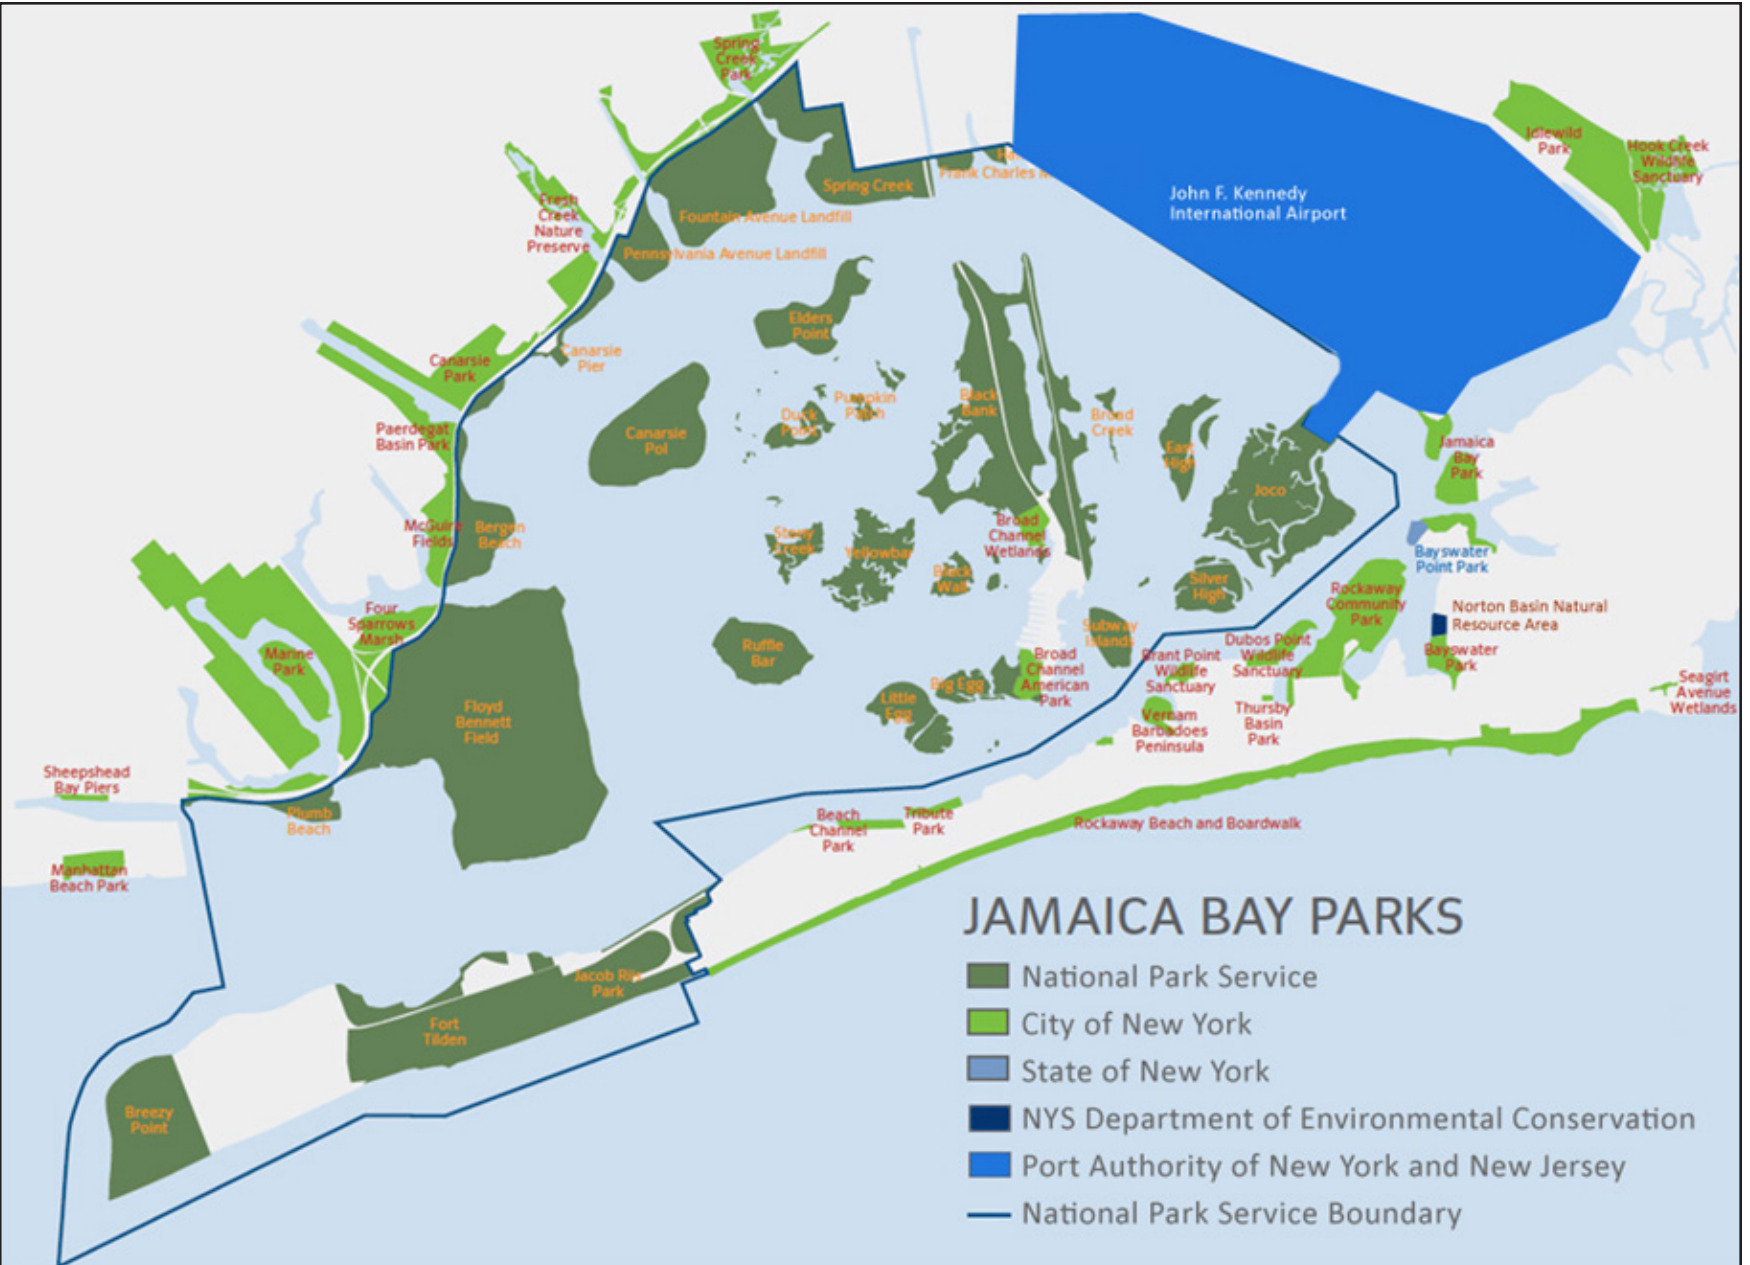 Spring
Creek
Park
Idlewild
Park
Hook Creek
Wildlife
Sanctuary
Frank Charles
Spring Creek
John F. Kennedy
International Airport
Fresh
Creek
Nature
Preserve
Fountain Avenue Landfill
Pennsylvania Avenue Landfill
Elders
Point
Canarsie
Pier
Canarsie
Park
Pumpkin
Patch
Duck
Point
Black
Bank
Broad
Creek
Paerdegat
Basin Park
Canarsie
Pol
East
High
Jamaica
Bay
Park
Joco
McGuire
Fields
Bergen
Beach
Stony
Creek
Yellowbar
Broad
Channel
Wetlands
Black
Wall
Bayswater
Point Park
Silver
High
Rockaway
Community
Park
Norton Basin Natural
Resource Area
Four
Sparrows
Marsh
Marine
Park
Ruffle
Bar
Subway
Islands
Brant Point
Wildlife
Sanctuary
Dubos Point
Wildlife
Sanctuary
Bayswater
Park
Broad
Channel
American
Park
Big Egg
Little
Egg
Seagirt
Avenue
Wetlands
Floyd
Bennett
Field
Vernam
Barbadoes
Peninsula
Thursby
Basin
Park
Sheepshead
Bay Piers
Plumb
Beach
Beach
Channel
Park
Tribute
Park
Rockaway Beach and Boardwalk
Manhattan
Beach Park
Jacob Riis
Park
Fort
Tilden
Breezy
Point
JAMAICA BAY PARKS
National Park Service
City of New York
State of New York
NYS Department of Environmental Conservation
Port Authority of New York and New Jersey
National Park Service Boundary